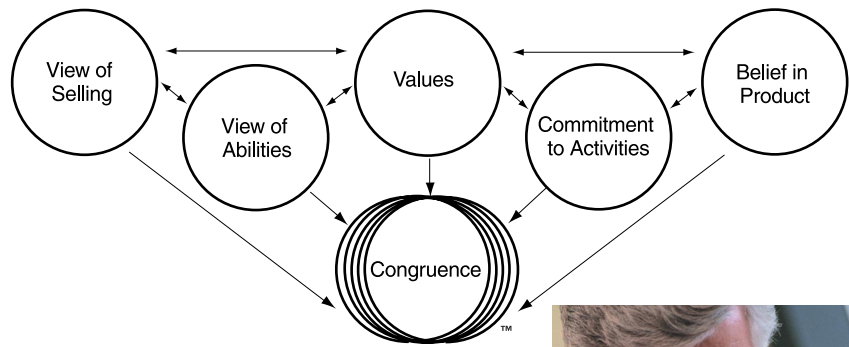 View of
Selling
View of
Abilities
Values
Commitment
to Activities
Belief in
Product
Congruence
™